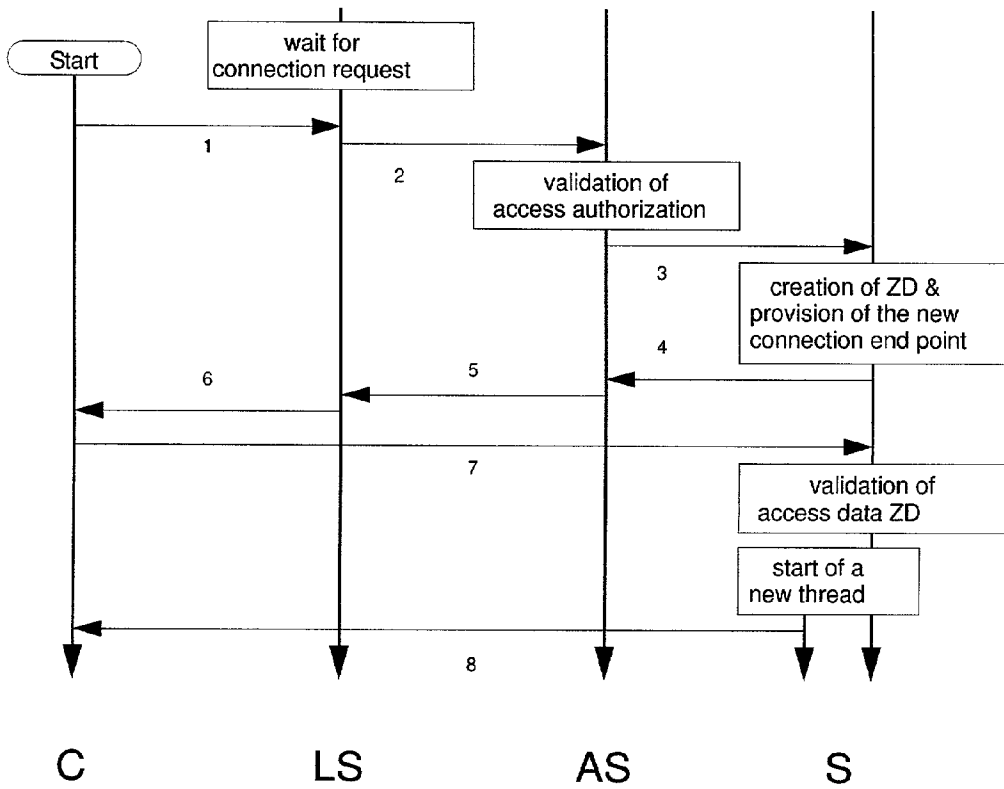 wait for
connection request
Start
1
2
validation of
access authorization
3
creation of ZD &
provision of the new
connection end point
4
5
6
7
validation of
access data ZD
start of a
new thread
8
C
LS
AS
S